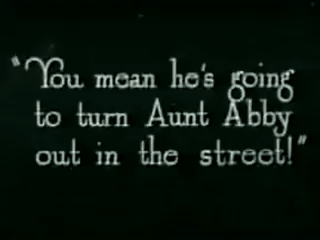 "You mean he's going
to turn Aunt Abby
out in the street!"